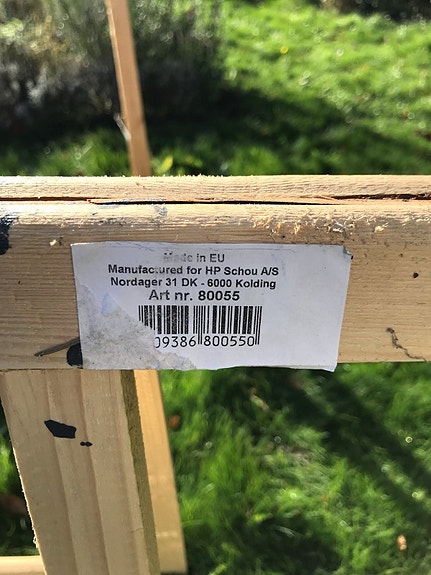 Made in EU
Manufactured for HP Schou A/S
Nordager 31 DK - 6000 Kolding
Art nr. 80055
09386 800550